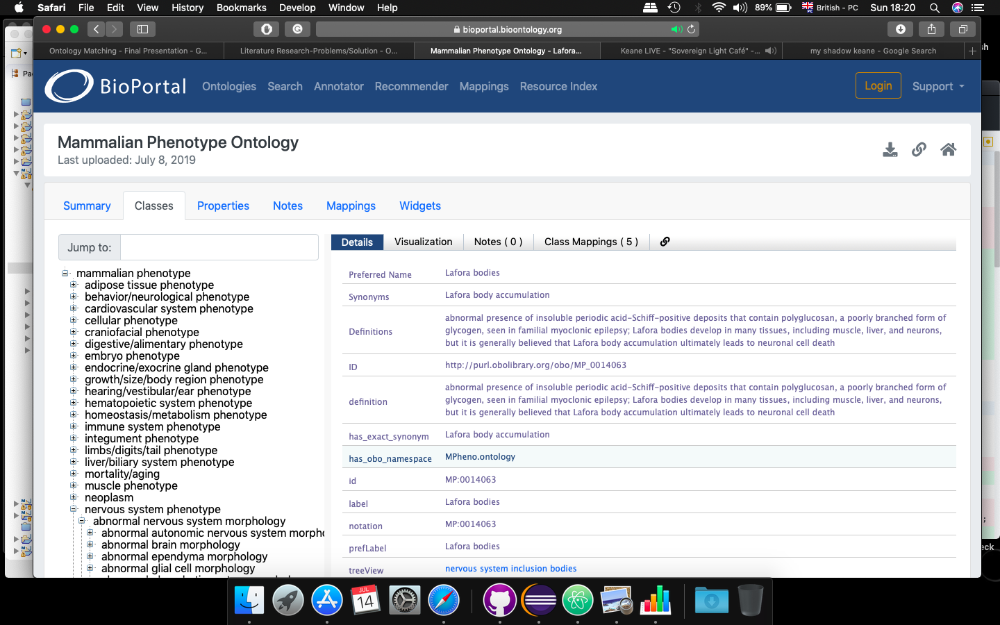 Safari File Edit View History Bookmarks Develop Window Help 89% British - PC Sun 18:20
bioportal.bioontology.org
Ontology Matching - Final Presentation - G...
Literature Research-Problems/Solution - O...
Mammalian Phenotype Ontology - Lafora...
Keane LIVE - "Sovereign Light Café" -...
my shadow keane - Google Search
BioPortal Ontologies Search Annotator Recommender Mappings Resource Index Login Support
Mammalian Phenotype Ontology
Last uploaded: July 8, 2019
Summary Classes Properties Notes Mappings Widgets
Jump to:
mammalian phenotype
adipose tissue phenotype
behavior/neurological phenotype
cardiovascular system phenotype
cellular phenotype
craniofacial phenotype
digestive/alimentary phenotype
embryo phenotype
endocrine/exocrine gland phenotype
growth/size/body region phenotype
hearing/vestibular/ear phenotype
hematopoietic system phenotype
homeostasis/metabolism phenotype
immune system phenotype
integument phenotype
limbs/digits/tail phenotype
liver/biliary system phenotype
mortality/aging
muscle phenotype
neoplasm
nervous system phenotype
abnormal nervous system morphology
abnormal autonomic nervous system morpho
abnormal brain morphology
abnormal ependyma morphology
abnormal glial cell morphology
Details Visualization Notes ( 0 ) Class Mappings ( 5 )
Preferred Name Lafora bodies
Synonyms Lafora body accumulation
Definitions abnormal presence of insoluble periodic acid-Schiff-positive deposits that contain polyglucosan, a poorly branched form of
glycogen, seen in familial myoclonic epilepsy; Lafora bodies develop in many tissues, including muscle, liver, and neurons,
but it is generally believed that Lafora body accumulation ultimately leads to neuronal cell death
ID http://purl.obolibrary.org/obo/MP_0014063
definition abnormal presence of insoluble periodic acid-Schiff-positive deposits that contain polyglucosan, a poorly branched form of
glycogen, seen in familial myoclonic epilepsy; Lafora bodies develop in many tissues, including muscle, liver, and neurons,
but it is generally believed that Lafora body accumulation ultimately leads to neuronal cell death
has_exact_synonym Lafora body accumulation
has_obo_namespace MPheno.ontology
id MP:0014063
label Lafora bodies
notation MP:0014063
prefLabel Lafora bodies
treeView nervous system inclusion bodies
JUL
14